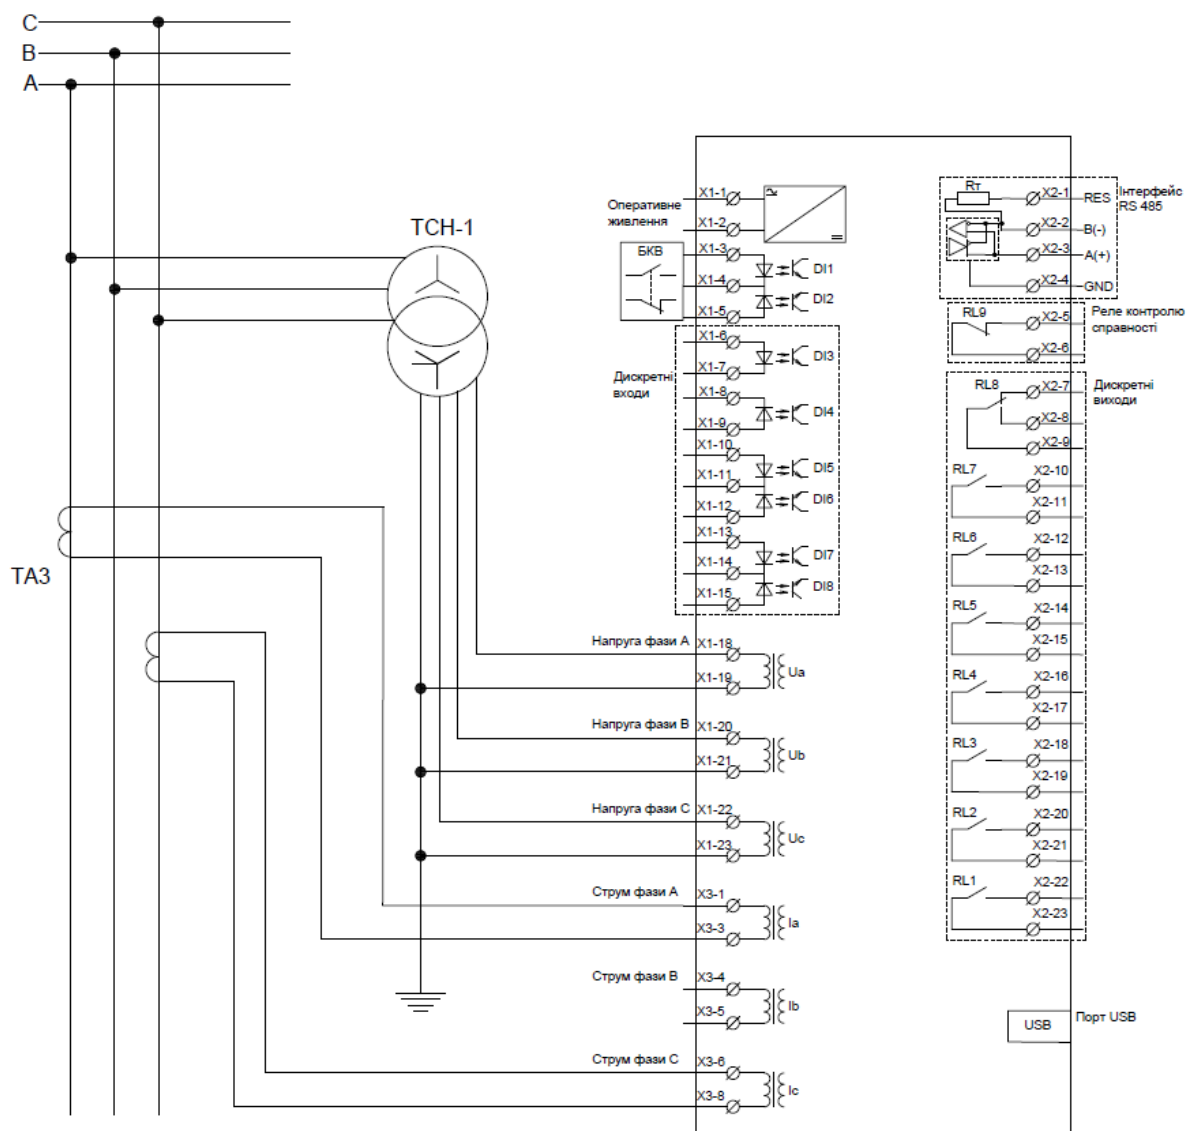 C
B
A
ТСН-1
ТА3
Оперативне
живлення
X1-1
X1-2
БКВ
X1-3
X1-4
X1-5
DI1
DI2
Дискретні
входи
X1-6
X1-7
DI3
X1-8
X1-9
DI4
X1-10
X1-11
X1-12
DI5
DI6
X1-13
X1-14
X1-15
DI7
DI8
Напруга фази А
X1-18
X1-19
Ua
Напруга фази В
X1-20
X1-21
Ub
Напруга фази С
X1-22
X1-23
Uc
Струм фази А
X3-1
X3-3
Ia
Струм фази В
X3-4
X3-5
Ib
Струм фази С
X3-6
X3-8
Ic
Rт
X2-1
RES
X2-2
B(-)
X2-3
A(+)
X2-4
GND
Інтерфейс
RS 485
RL9
X2-5
X2-6
Реле контролю
справності
RL8
X2-7
X2-8
X2-9
Дискретні
виходи
RL7
X2-10
X2-11
RL6
X2-12
X2-13
RL5
X2-14
X2-15
RL4
X2-16
X2-17
RL3
X2-18
X2-19
RL2
X2-20
X2-21
RL1
X2-22
X2-23
USB
Порт USB